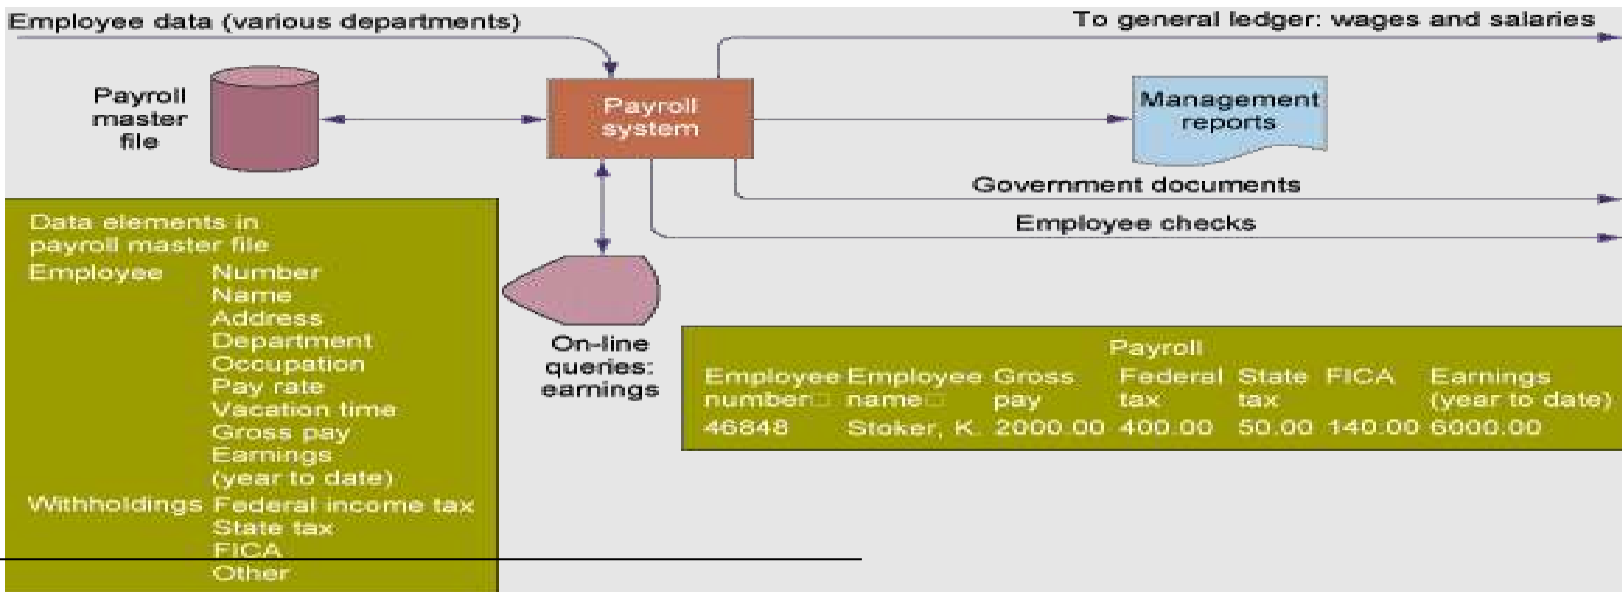 Employee data (various departments)
To general ledger: wages and salaries
Payroll
master
file
Payroll
system
Management
reports
Government documents
Employee checks
Data elements in
payroll master file
Employee Number
Name
Address
Department
Occupation
Pay rate
Vacation time
Gross pay
Earnings
(year to date)
Withholdings Federal income tax
State tax
FICA
Other
On-line
queries:
earnings
Payroll
Employee Employee Gross Federal State FICA Earnings
number□ name□ pay tax tax (year to date)
46848 Stoker, K. 2000.00 400.00 50.00 140.00 6000.00